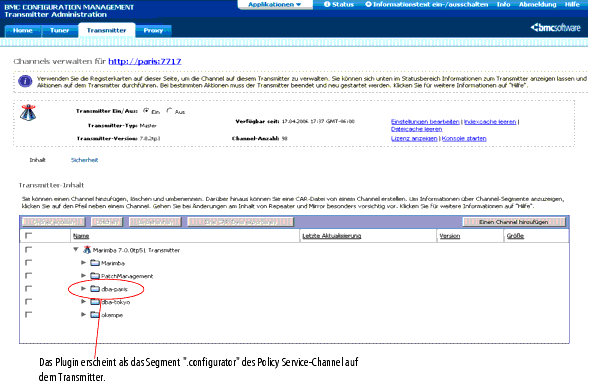 BMC CONFIGURATION MANAGEMENT
Transmitter Administration
Applikationen
Status
Informationstext ein-/ausschalten
Info
Abmeldung
Hilfe
Home
Tuner
Transmitter
Proxy
bmcsoftware
Channels verwalten für http://paris:7717
Verwenden Sie die Registerkarten auf dieser Seite, um die Channel auf diesem Transmitter zu verwalten. Sie können sich unten im Statusbereich Informationen zum Transmitter anzeigen lassen und
Aktionen auf dem Transmitter durchführen. Bei bestimmten Aktionen muss der Transmitter beendet und neu gestartet werden. Klicken Sie für weitere Informationen auf "Hilfe".
Transmitter Ein/Aus: Ein Aus
Transmitter-Typ: Master
Transmitter-Version: 7.0.2tp1
Verfügbar seit: 17.04.2006 17:37 GMT-06:00
Channel-Anzahl: 98
Einstellungen bearbeiten | Indexcache leeren |
Dateicache leeren
Lizenz anzeigen | Konsole starten
Inhalt
Sicherheit
Transmitter-Inhalt
Sie können einen Channel hinzufügen, löschen und umbenennen. Darüber hinaus können Sie eine CAR-Datei von einem Channel erstellen. Um Informationen über Channel-Segmente anzuzeigen,
klicken Sie auf den Pfeil neben einem Channel. Gehen Sie bei Änderungen am Inhalt von Repeater und Mirror besonders vorsichtig vor. Klicken Sie für weitere Informationen auf "Hilfe".
Einen Channel hinzufügen
Name
Letzte Aktualisierung
Version
Größe
Marimba 7.0.0tp5| Transmitter
Marimba
PatchManagement
dba-paris
dba-tokyo
okempe
Das Plugin erscheint als das Segment ".configurator" des Policy Service-Channel auf
dem Transmitter.